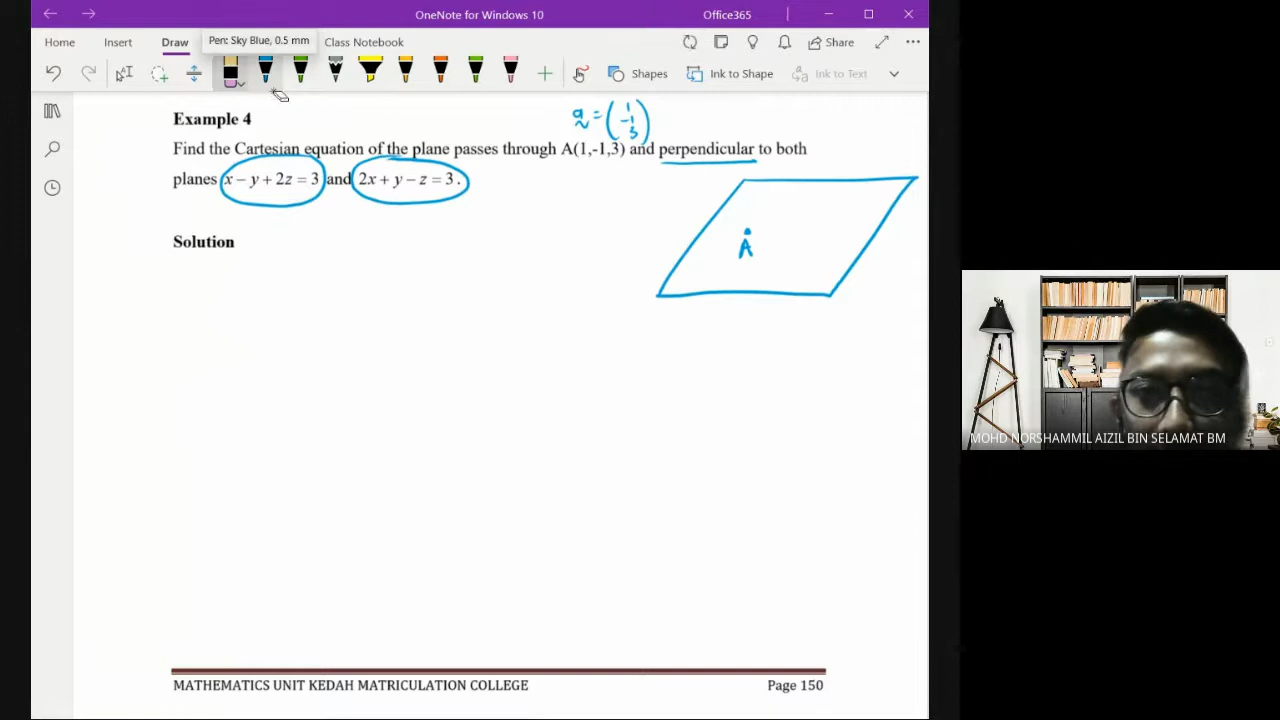 OneNote for Windows 10
Office365
Home
Insert
Draw
Pen: Sky Blue, 0.5 mm
Class Notebook
Share
Shapes
Ink to Shape
Ink to Text
Example 4
a = (1 -1 3)
~
Find the Cartesian equation of the plane passes through A(1,-1,3) and perpendicular to both
planes x − y + 2z = 3 and 2x + y − z = 3.
Solution
A
MOHD NORSHAMMIL AIZIL BIN SELAMAT BM
MATHEMATICS UNIT KEDAH MATRICULATION COLLEGE
Page 150